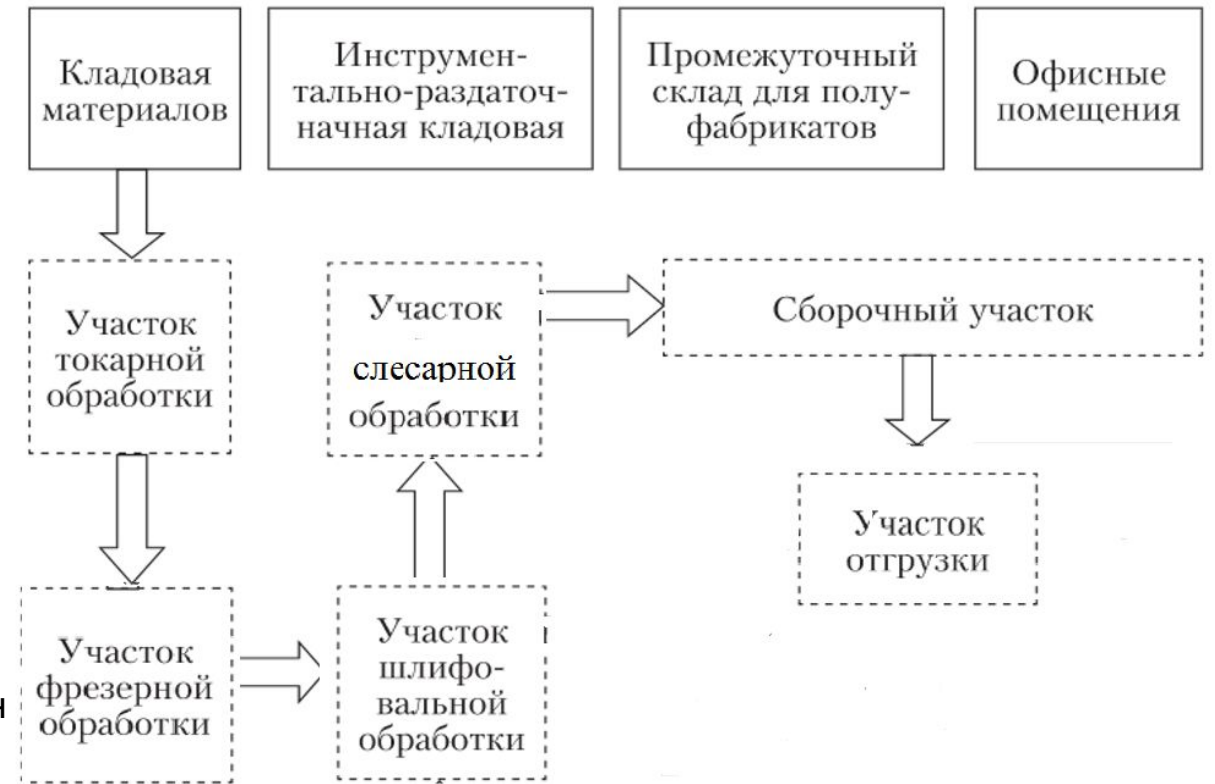 Кладовая
материалов
Инструмен-
тально-раздаточ-
начная кладовая
Промежуточный
склад для полу-
фабрикатов
Офисные
помещения
Участок
токарной
обработки
Участок
слесарной
обработки
Сборочный участок
Участок
отгрузки
н
Участок
фрезерной
обработки
Участок
шлифо-
вальной
обработки